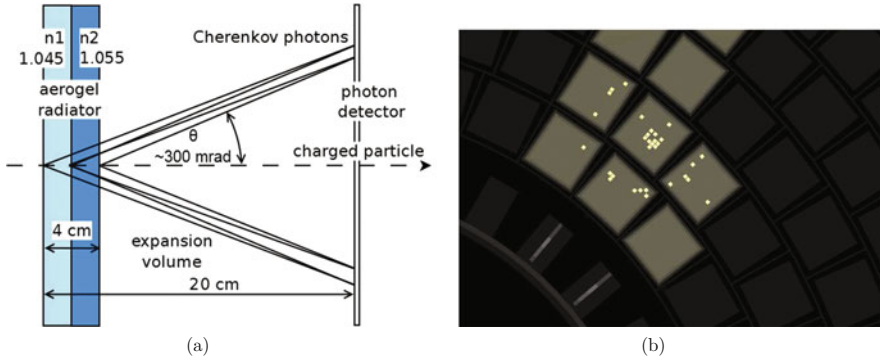 n1 n2
1.045 1.055
aerogel
radiator
Cherenkov photons
photon
detector
θ
~300 mrad
charged particle
4 cm
expansion
volume
20 cm
(a)
(b)